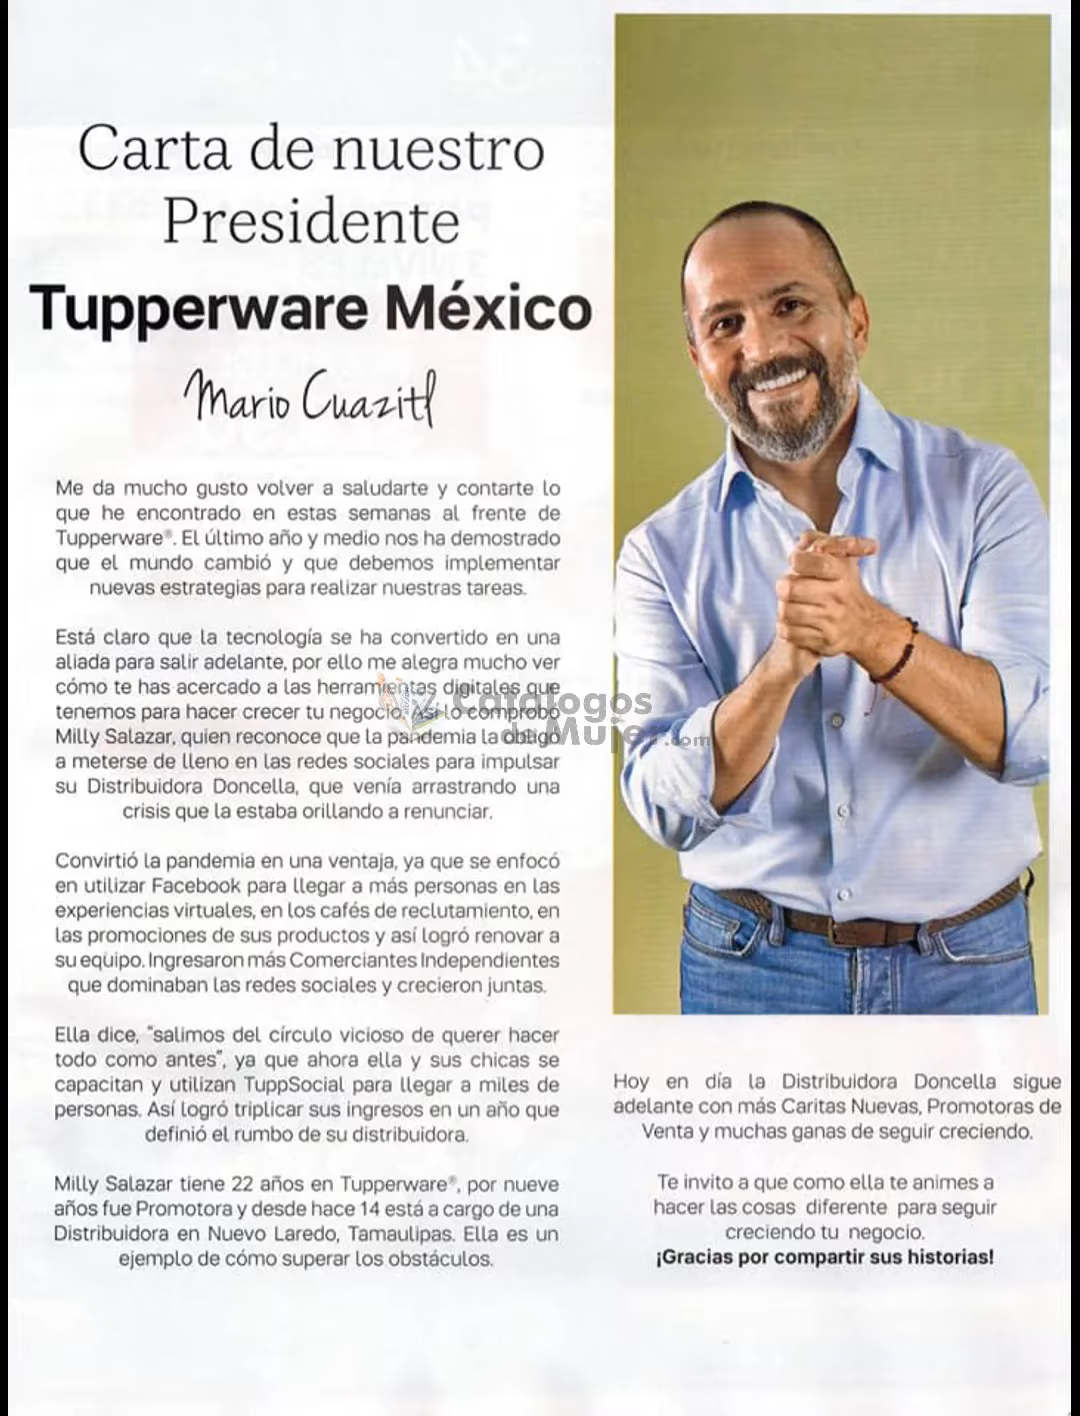 Carta de nuestro
Presidente
Tupperware México
Mario Cuazitl
Me da mucho gusto volver a saludarte y contarte lo
que he encontrado en estas semanas al frente de
Tupperware®. El último año y medio nos ha demostrado
que el mundo cambió y que debemos implementar
nuevas estrategias para realizar nuestras tareas.
Está claro que la tecnología se ha convertido en una
aliada para salir adelante, por ello me alegra mucho ver
cómo te has acercado a las herramientas digitales que
tenemos para hacer crecer tu negocio. Así lo comprobó
Milly Salazar, quien reconoce que la pandemia la obligó
a meterse de lleno en las redes sociales para impulsar
su Distribuidora Doncella, que venía arrastrando una
crisis que la estaba orillando a renunciar.
Convirtió la pandemia en una ventaja, ya que se enfocó
en utilizar Facebook para llegar a más personas en las
experiencias virtuales, en los cafés de reclutamiento, en
las promociones de sus productos y así logró renovar a
su equipo. Ingresaron más Comerciantes Independientes
que dominaban las redes sociales y crecieron juntas.
Ella dice, "salimos del círculo vicioso de querer hacer
todo como antes", ya que ahora ella y sus chicas se
capacitan y utilizan TuppSocial para llegar a miles de
personas. Así logró triplicar sus ingresos en un año que
definió el rumbo de su distribuidora.
Milly Salazar tiene 22 años en Tupperware®, por nueve
años fue Promotora y desde hace 14 está a cargo de una
Distribuidora en Nuevo Laredo, Tamaulipas. Ella es un
ejemplo de cómo superar los obstáculos.
Hoy en día la Distribuidora Doncella sigue
adelante con más Caritas Nuevas, Promotoras de
Venta y muchas ganas de seguir creciendo.
Te invito a que como ella te animes a
hacer las cosas diferente para seguir
creciendo tu negocio.
¡Gracias por compartir sus historias!
Catálogos
de Mujer.com